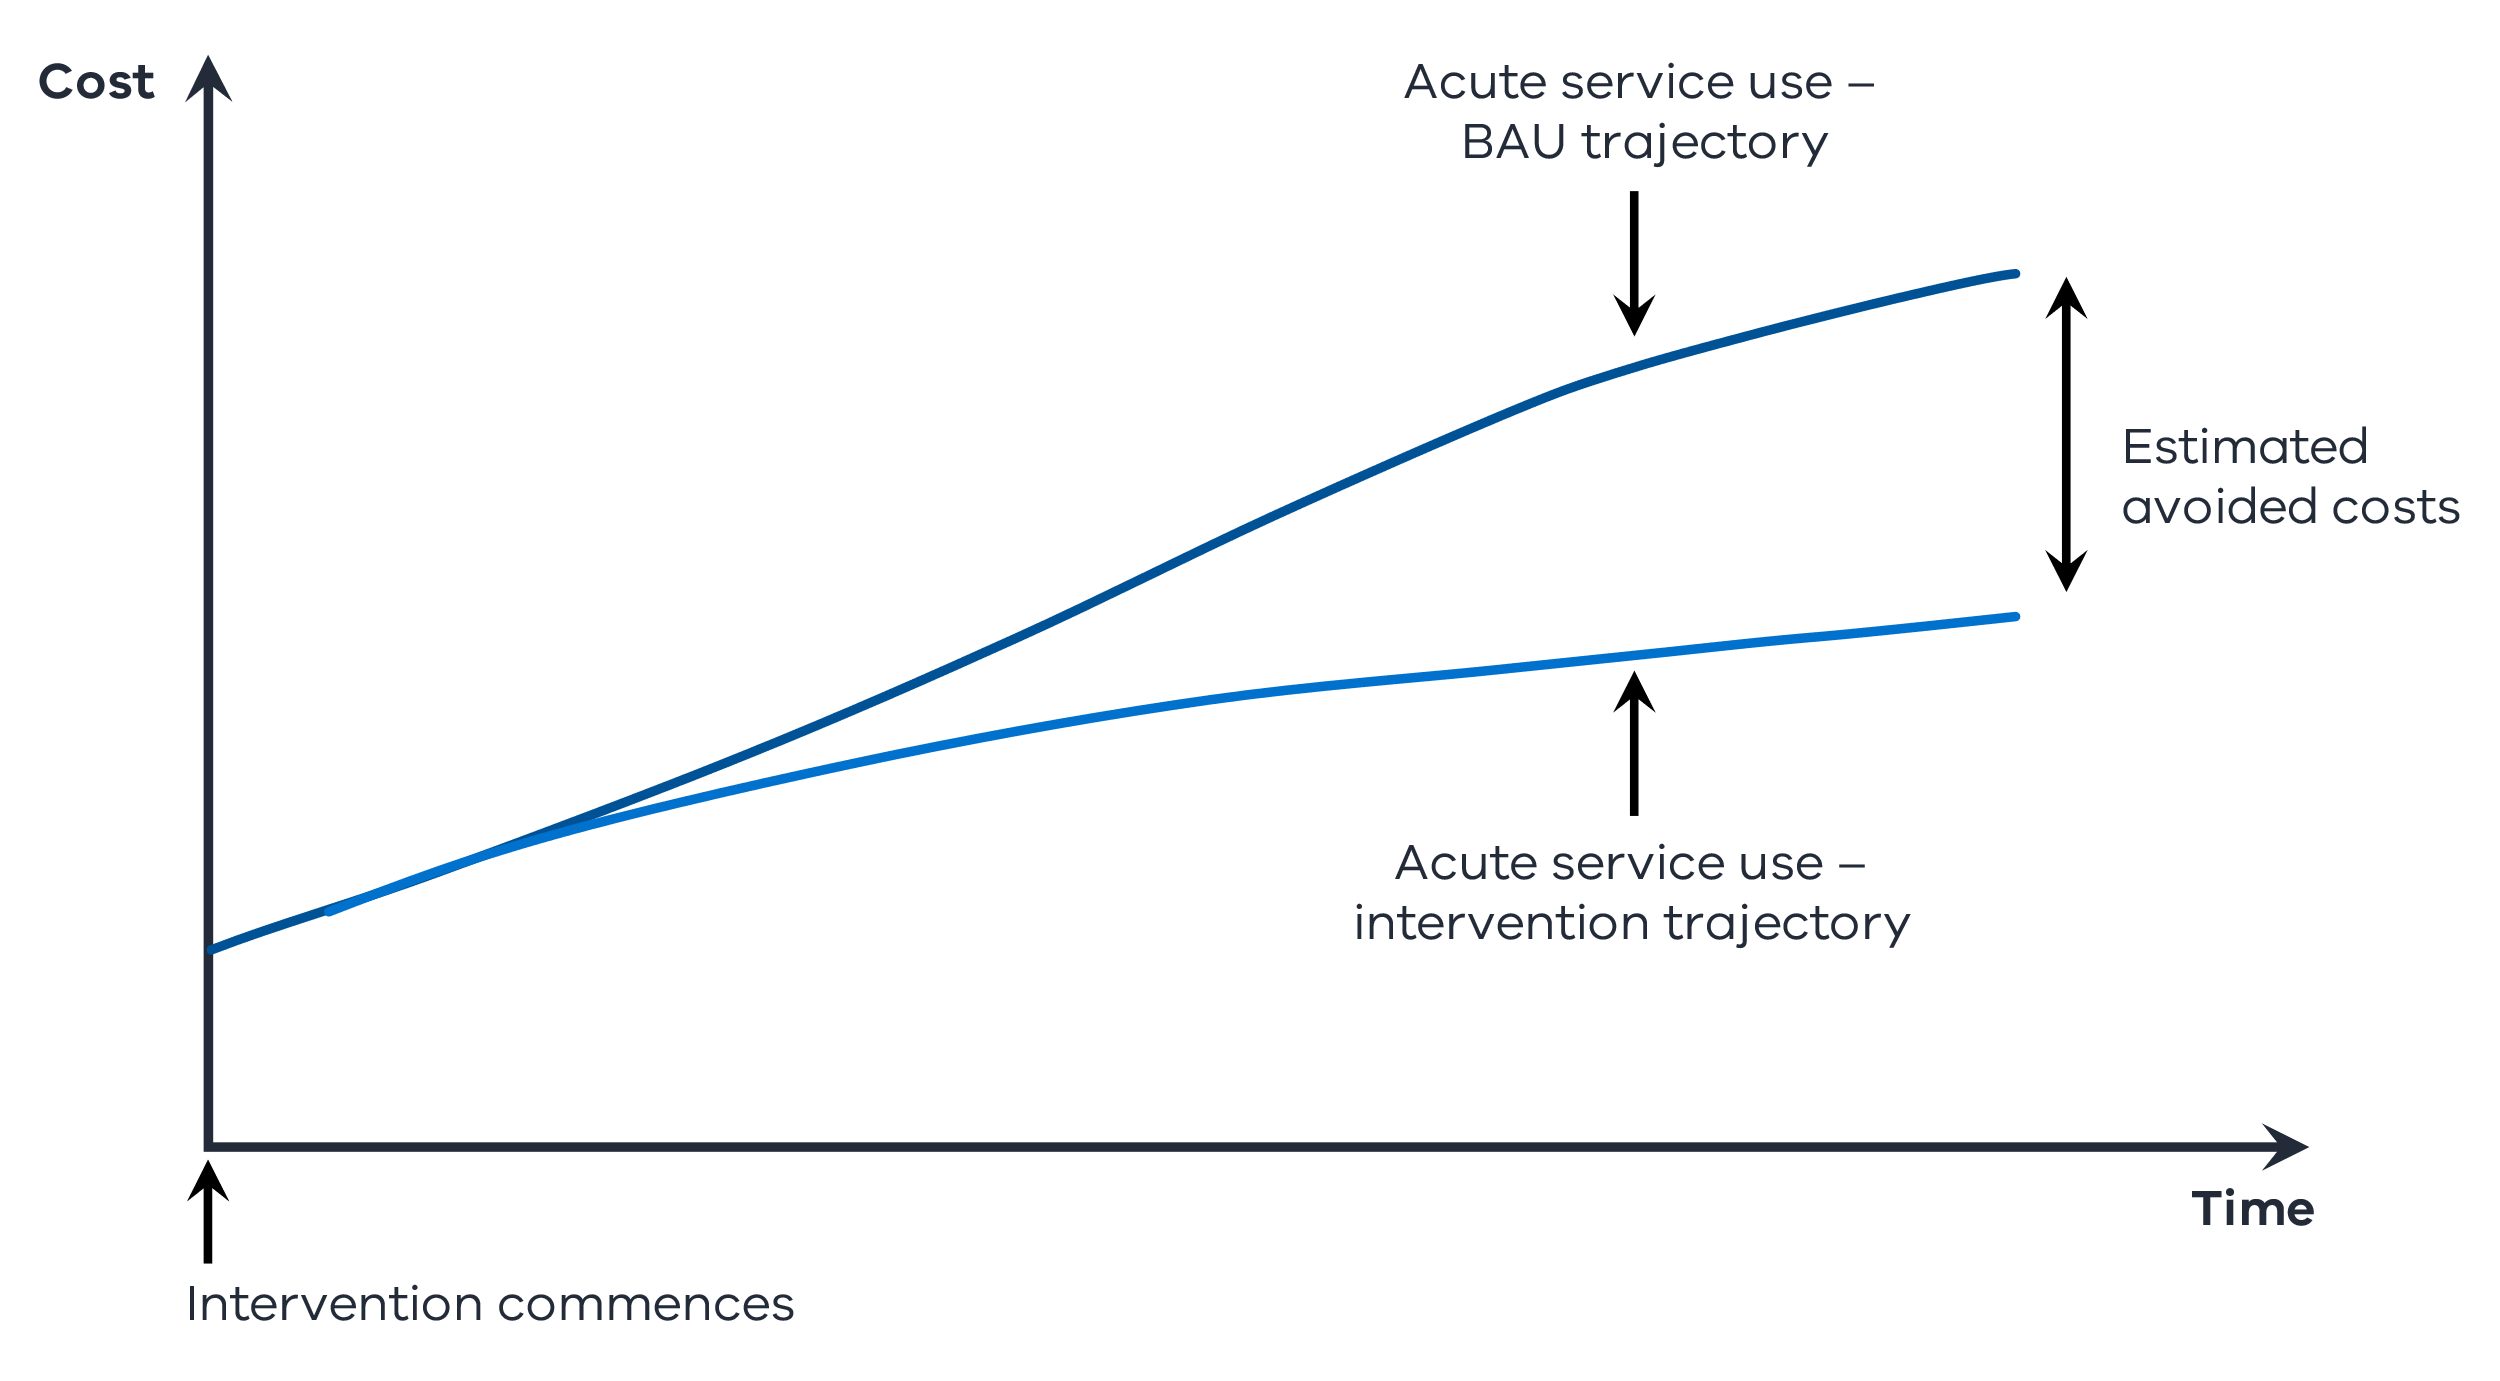 Cost
Acute service use –
BAU trajectory
Estimated
avoided costs
Acute service use –
intervention trajectory
Time
Intervention commences